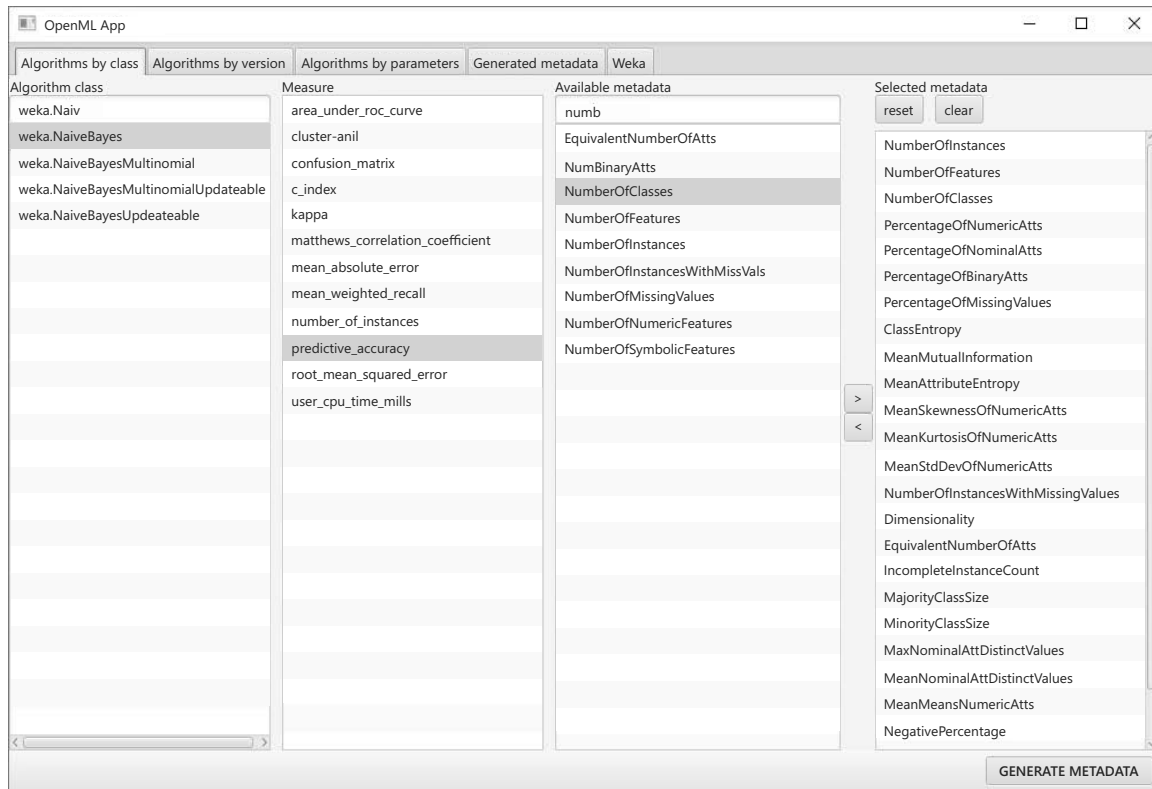 OpenML App
Algorithms by class
Algorithms by version
Algorithms by parameters
Generated metadata
Weka
Algorithm class
weka.Naiv
weka.NaiveBayes
weka.NaiveBayesMultinomial
weka.NaiveBayesMultinomialUpdateable
weka.NaiveBayesUpdeateable
Measure
area_under_roc_curve
cluster-anil
confusion_matrix
c_index
kappa
matthews_correlation_coefficient
mean_absolute_error
mean_weighted_recall
number_of_instances
predictive_accuracy
root_mean_squared_error
user_cpu_time_mills
Available metadata
numb
EquivalentNumberOfAtts
NumBinaryAtts
NumberOfClasses
NumberOfFeatures
NumberOfInstances
NumberOfInstancesWithMissVals
NumberOfMissingValues
NumberOfNumericFeatures
NumberOfSymbolicFeatures
>
<
Selected metadata
reset
clear
NumberOfInstances
NumberOfFeatures
NumberOfClasses
PercentageOfNumericAtts
PercentageOfNominalAtts
PercentageOfBinaryAtts
PercentageOfMissingValues
ClassEntropy
MeanMutualInformation
MeanAttributeEntropy
MeanSkewnessOfNumericAtts
MeanKurtosisOfNumericAtts
MeanStdDevOfNumericAtts
NumberOfInstancesWithMissingValues
Dimensionality
EquivalentNumberOfAtts
IncompleteInstanceCount
MajorityClassSize
MinorityClassSize
MaxNominalAttDistinctValues
MeanNominalAttDistinctValues
MeanMeansNumericAtts
NegativePercentage
GENERATE METADATA